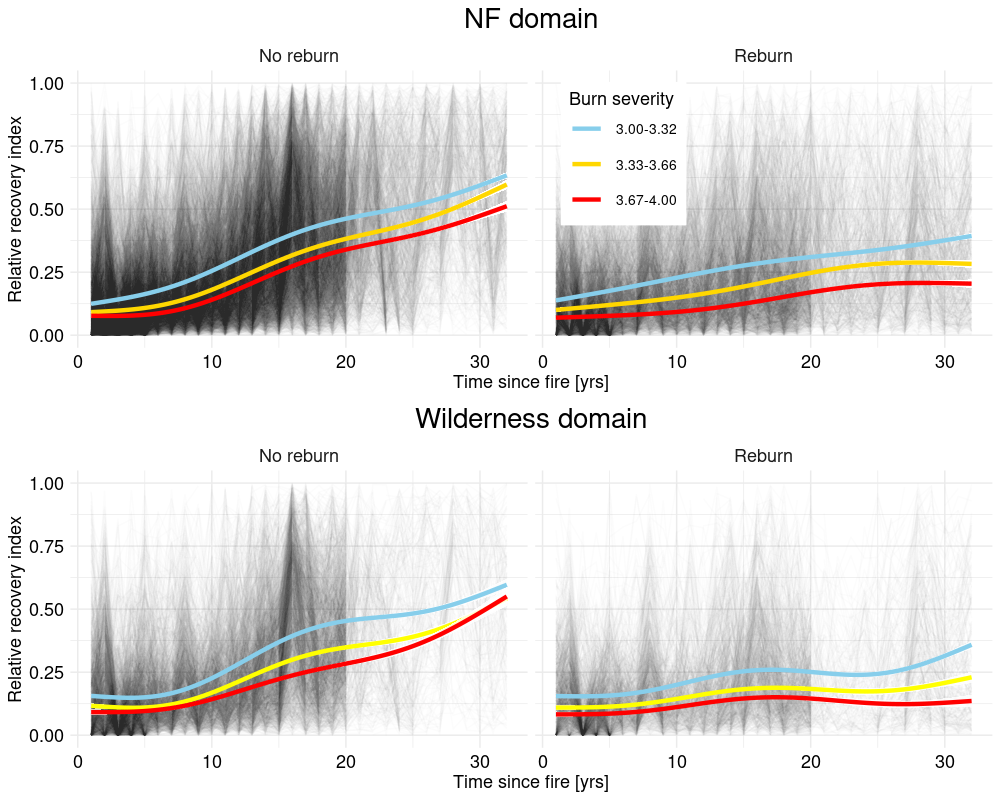 NF domain
No reburn
Reburn
Relative recovery index
1.00
0.75
0.50
0.25
0.00
Burn severity
3.00-3.32
3.33-3.66
3.67-4.00
0 10 20 30 0 10 20 30
Time since fire [yrs]
Wilderness domain
No reburn
Reburn
Relative recovery index
1.00
0.75
0.50
0.25
0.00
0 10 20 30 0 10 20 30
Time since fire [yrs]